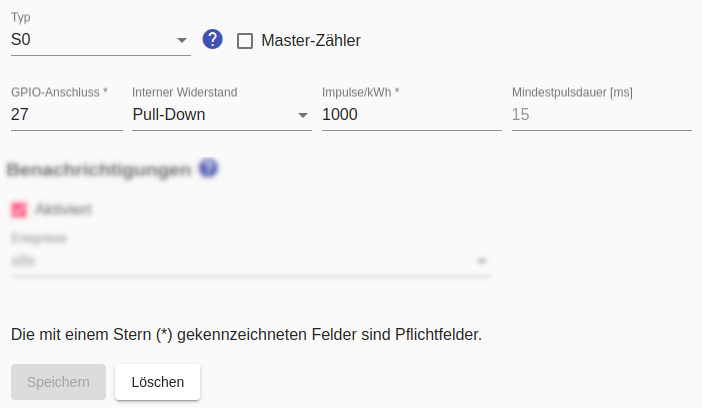 Typ
S0 ? Master-Zähler
GPIO-Anschluss * Interner Widerstand Impulse/kWh * Mindestpulsdauer [ms]
27 Pull-Down 1000 15
Benachrichtigungen ?
Aktiviert
Ereignisse
alle
Die mit einem Stern (*) gekennzeichneten Felder sind Pflichtfelder.
Speichern Löschen